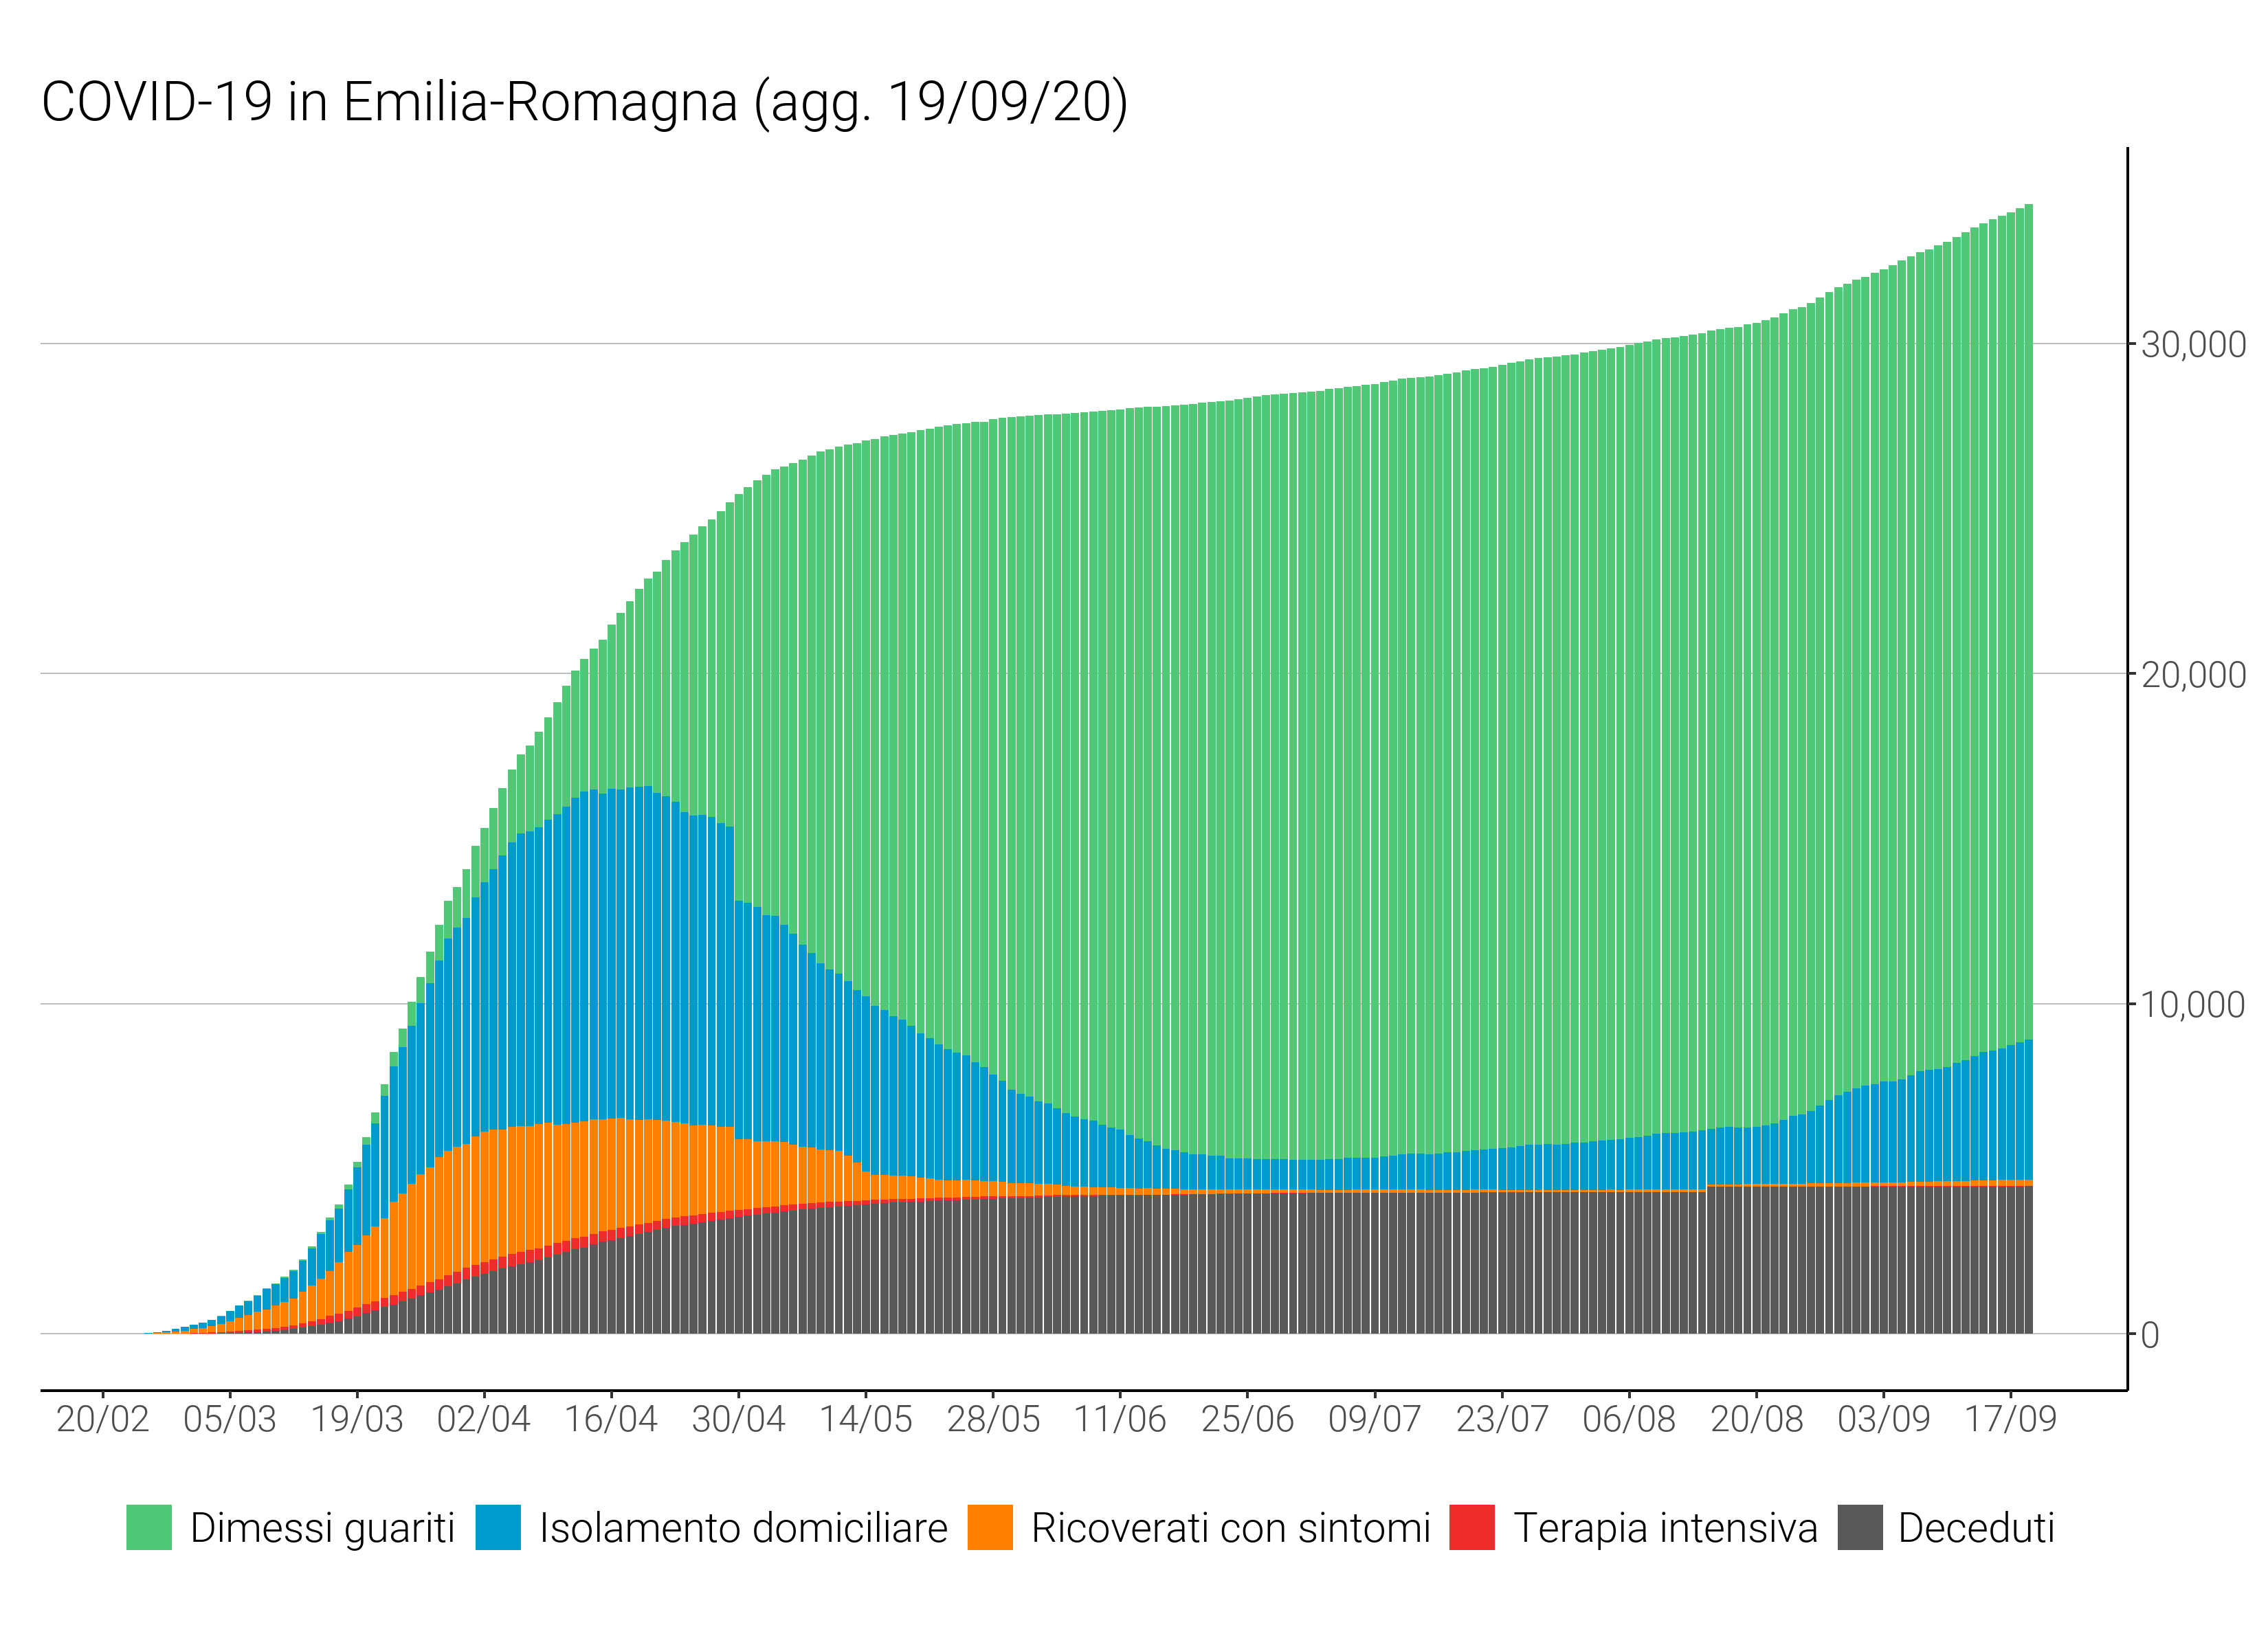 COVID-19 in Emilia-Romagna (agg. 19/09/20)
30,000
20,000
10,000
0
20/02 05/03 19/03 02/04 16/04 30/04 14/05 28/05 11/06 25/06 09/07 23/07 06/08 20/08 03/09 17/09
Dimessi guariti Isolamento domiciliare Ricoverati con sintomi Terapia intensiva Deceduti